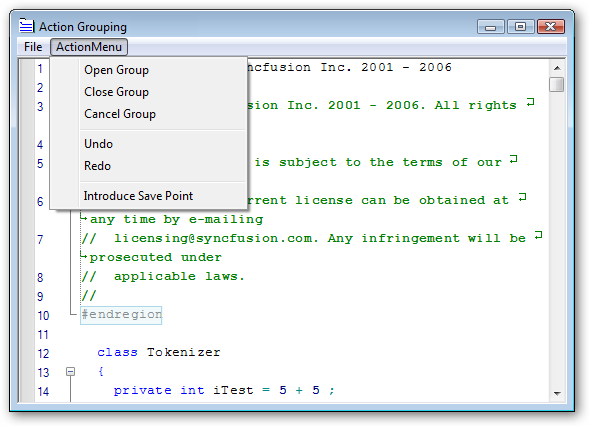 Action Grouping
File ActionMenu
Open Group
Close Group
Cancel Group
Undo
Redo
Introduce Save Point
1 Inc. 2001 - 2006
2
3 Inc. 2001 - 2006. All rights
4
5 is subject to the terms of our
6 license can be obtained at
any time by e-mailing
7 // licensing@syncfusion.com. Any infringement will be
prosecuted under
8 // applicable laws.
9 //
10 #endregion
11
12 class Tokenizer
13 {
14 private int iTest = 5 + 5 ;